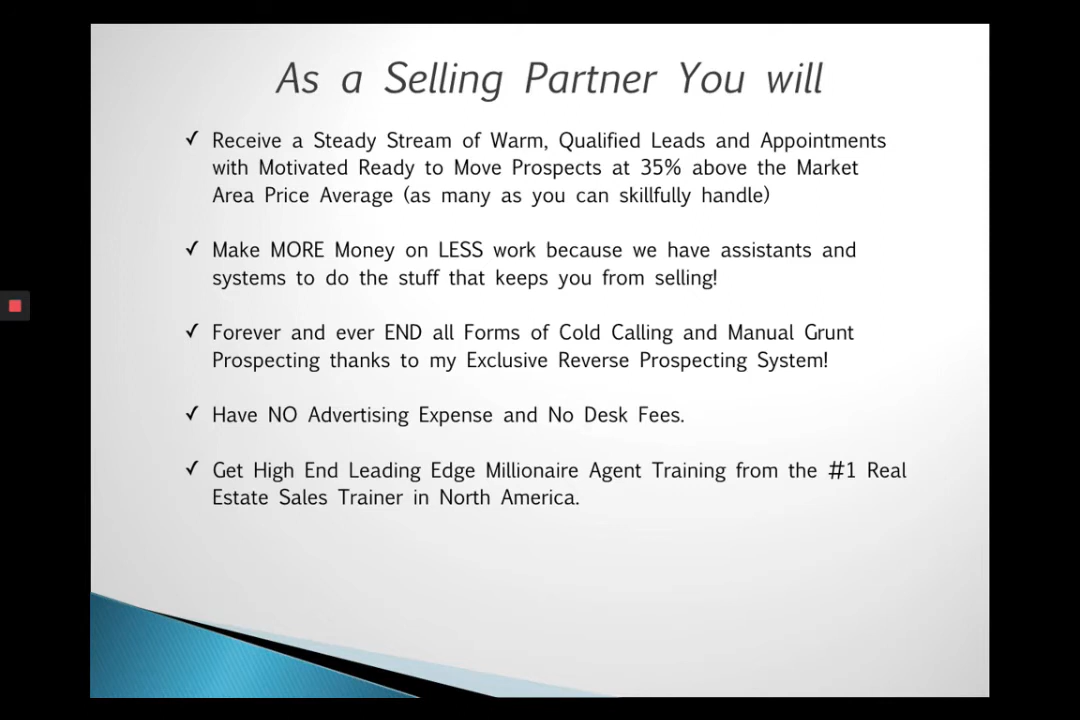 As a Selling Partner You will
✓ Receive a Steady Stream of Warm, Qualified Leads and Appointments
with Motivated Ready to Move Prospects at 35% above the Market
Area Price Average (as many as you can skillfully handle)
✓ Make MORE Money on LESS work because we have assistants and
systems to do the stuff that keeps you from selling!
✓ Forever and ever END all Forms of Cold Calling and Manual Grunt
Prospecting thanks to my Exclusive Reverse Prospecting System!
✓ Have NO Advertising Expense and No Desk Fees.
✓ Get High End Leading Edge Millionaire Agent Training from the #1 Real
Estate Sales Trainer in North America.